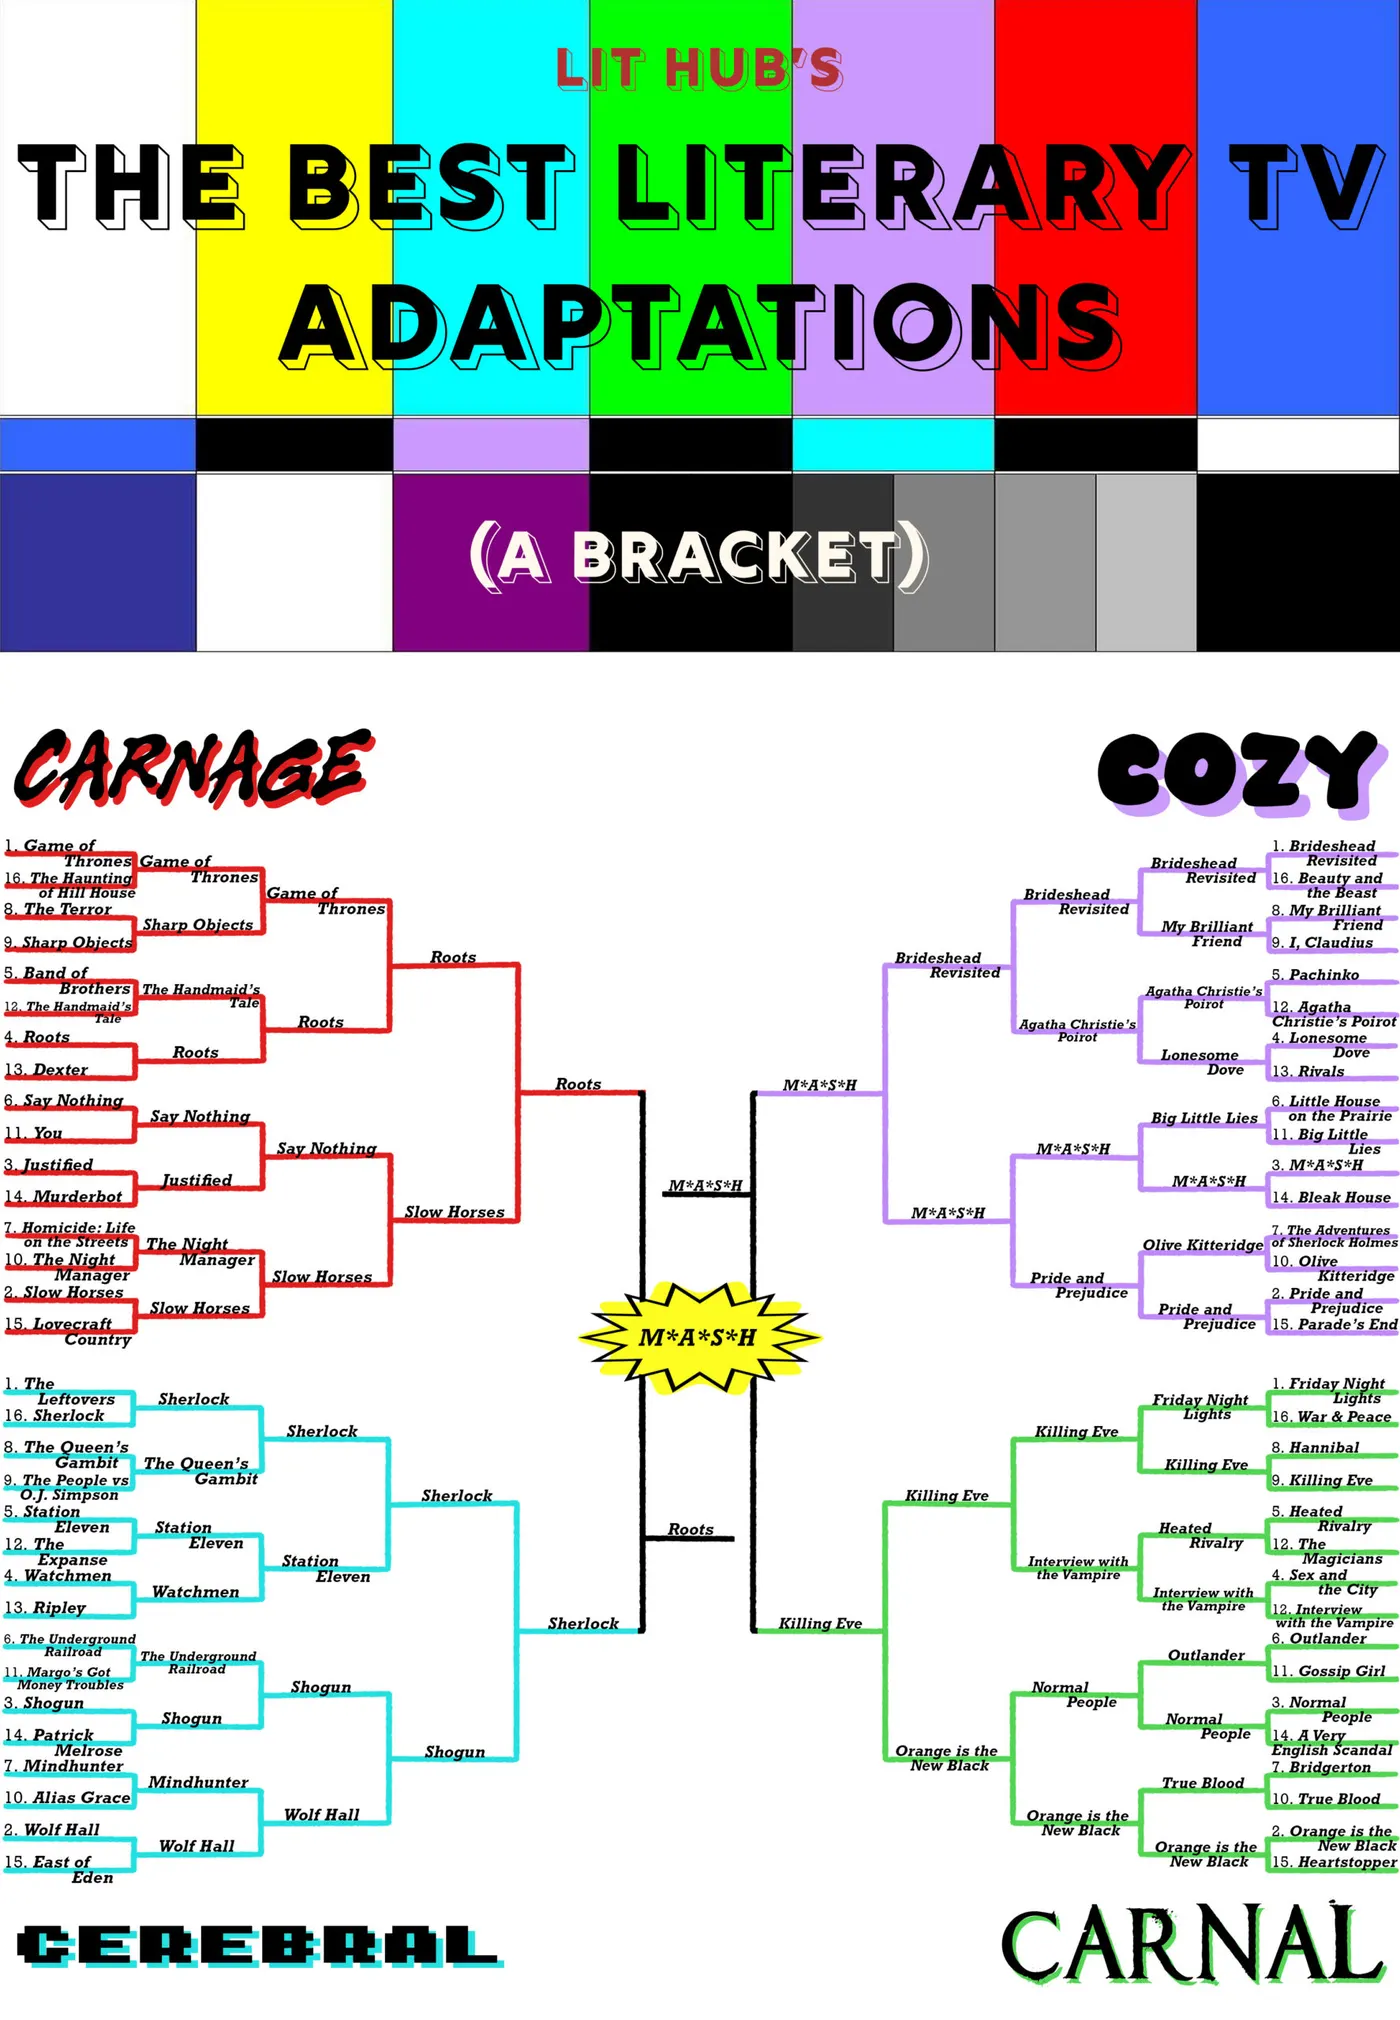 LIT HUB'S
THE BEST LITERARY TV
ADAPTATIONS
(A BRACKET)
CARNAGE
1. Game of
Thrones
16. The Haunting
of Hill House
8. The Terror
9. Sharp Objects
5. Band of
Brothers
12. The Handmaid's
Tale
4. Roots
13. Dexter
6. Say Nothing
11. You
3. Justified
14. Murderbot
7. Homicide: Life
on the Streets
10. The Night
Manager
2. Slow Horses
15. Lovecraft
Country
Game of
Thrones
Sharp Objects
The Handmaid's
Tale
Roots
Say Nothing
Justified
The Night
Manager
Slow Horses
Game of
Thrones
Roots
Say Nothing
Slow Horses
Roots
Slow Horses
Roots
COZY
1. Brideshead
Revisited
16. Beauty and
the Beast
8. My Brilliant
Friend
9. I, Claudius
5. Pachinko
12. Agatha
Christie's Poirot
4. Lonesome
Dove
13. Rivals
6. Little House
on the Prairie
11. Big Little
Lies
3. M*A*S*H
14. Bleak House
7. The Adventures
of Sherlock Holmes
10. Olive
Kitteridge
2. Pride and
Prejudice
15. Parade's End
Brideshead
Revisited
My Brilliant
Friend
Agatha Christie's
Poirot
Lonesome
Dove
Big Little Lies
M*A*S*H
Olive Kitteridge
Pride and
Prejudice
Brideshead
Revisited
Agatha Christie's
Poirot
M*A*S*H
Pride and
Prejudice
Brideshead
Revisited
M*A*S*H
M*A*S*H
M*A*S*H
M*A*S*H
Roots
1. The
Leftovers
16. Sherlock
8. The Queen's
Gambit
9. The People vs
O.J. Simpson
5. Station
Eleven
12. The
Expanse
4. Watchmen
13. Ripley
6. The Underground
Railroad
11. Margo's Got
Money Troubles
3. Shogun
14. Patrick
Melrose
7. Mindhunter
10. Alias Grace
2. Wolf Hall
15. East of
Eden
Sherlock
The Queen's
Gambit
Station
Eleven
Watchmen
The Underground
Railroad
Shogun
Mindhunter
Wolf Hall
Sherlock
Station
Eleven
Shogun
Wolf Hall
Sherlock
Shogun
Sherlock
CEREBRAL
1. Friday Night
Lights
16. War & Peace
8. Hannibal
9. Killing Eve
5. Heated
Rivalry
12. The
Magicians
4. Sex and
the City
12. Interview
with the Vampire
6. Outlander
11. Gossip Girl
3. Normal
People
14. A Very
English Scandal
7. Bridgerton
10. True Blood
2. Orange is the
New Black
15. Heartstopper
Friday Night
Lights
Killing Eve
Heated
Rivalry
Interview with
the Vampire
Outlander
Normal
People
True Blood
Orange is the
New Black
Killing Eve
Interview with
the Vampire
Normal
People
Orange is the
New Black
Killing Eve
Orange is the
New Black
Killing Eve
CARNAL